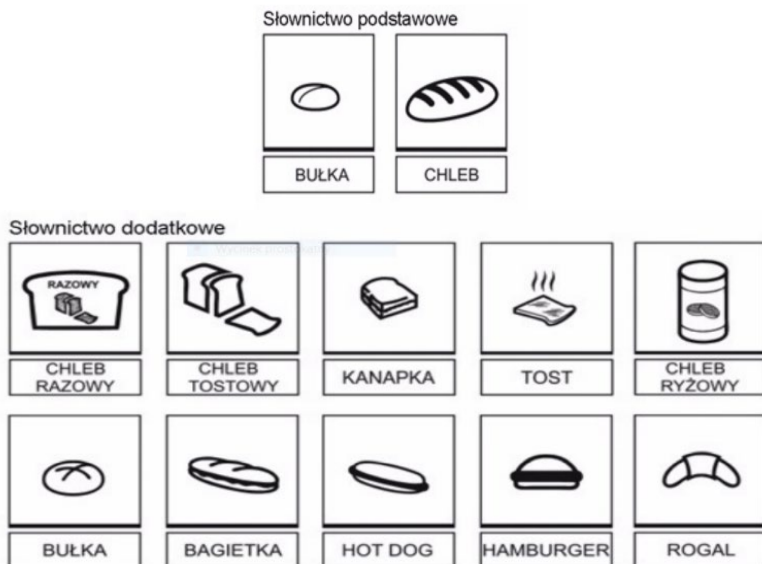 Słownictwo podstawowe
BUŁKA CHLEB
Słownictwo dodatkowe
RAZOWY
CHLEB RAZOWY
CHLEB TOSTOWY
KANAPKA
TOST
CHLEB RYŻOWY
BUŁKA
BAGIETKA
HOT DOG
HAMBURGER
ROGAL